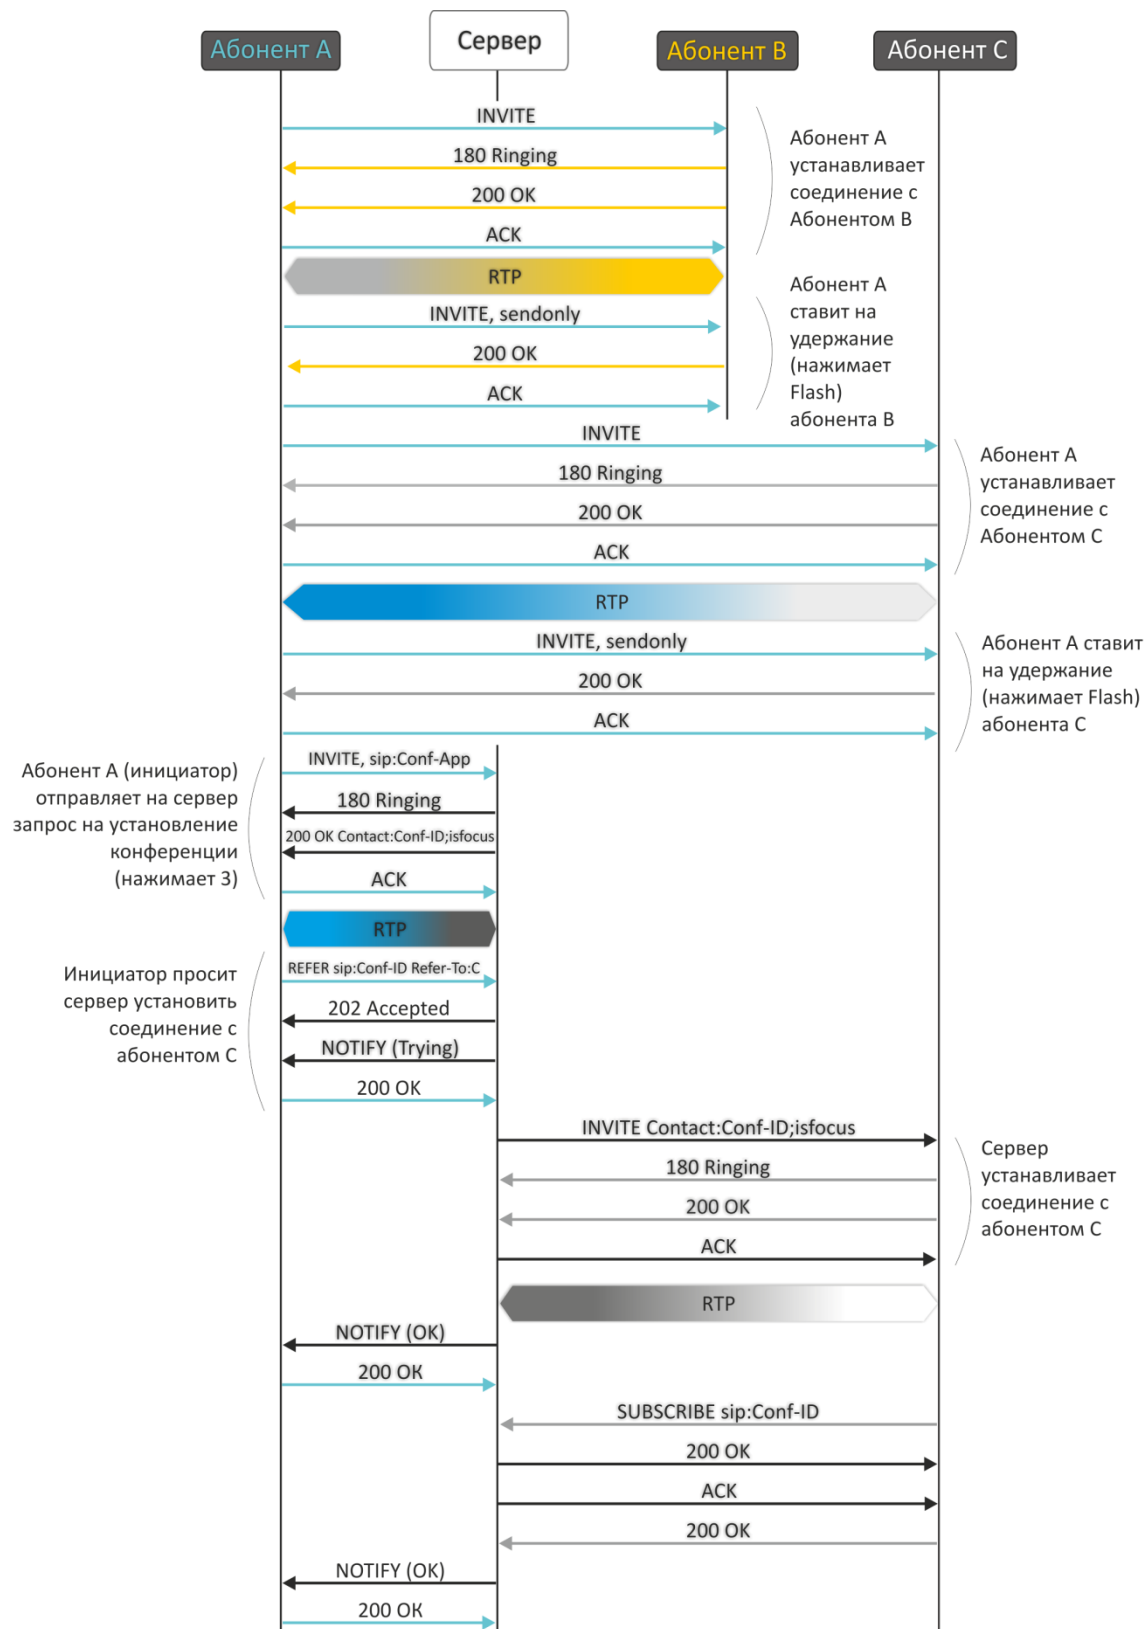 Абонент А
Сервер
Абонент В
Абонент С
INVITE
180 Ringing
200 OK
ACK
Абонент А
устанавливает
соединение с
Абонентом В
RTP
INVITE, sendonly
200 OK
ACK
Абонент А
ставит на
удержание
(нажимает
Flash)
абонента В
INVITE
180 Ringing
200 OK
ACK
Абонент А
устанавливает
соединение с
Абонентом С
RTP
INVITE, sendonly
200 OK
ACK
Абонент А ставит
на удержание
(нажимает Flash)
абонента С
Абонент А (инициатор)
отправляет на сервер
запрос на установление
конференции
(нажимает 3)
INVITE, sip:Conf-App
180 Ringing
200 OK Contact:Conf-ID;isfocus
ACK
RTP
Инициатор просит
сервер установить
соединение с
абонентом С
REFER sip:Conf-ID Refer-To:C
202 Accepted
NOTIFY (Trying)
200 OK
INVITE Contact:Conf-ID;isfocus
180 Ringing
200 OK
ACK
Сервер
устанавливает
соединение с
абонентом С
RTP
NOTIFY (OK)
200 OK
SUBSCRIBE sip:Conf-ID
200 OK
ACK
200 OK
NOTIFY (OK)
200 OK